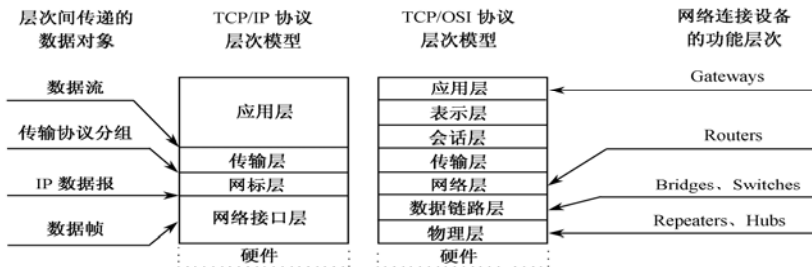 层次间传递的
数据对象
TCP/IP 协议
层次模型
TCP/OSI 协议
层次模型
网络连接设备
的功能层次
数据流
传输协议分组
IP 数据报
数据帧
应用层
传输层
网标层
网络接口层
硬件
应用层
表示层
会话层
传输层
网络层
数据链路层
物理层
硬件
Gateways
Routers
Bridges、Switches
Repeaters、Hubs